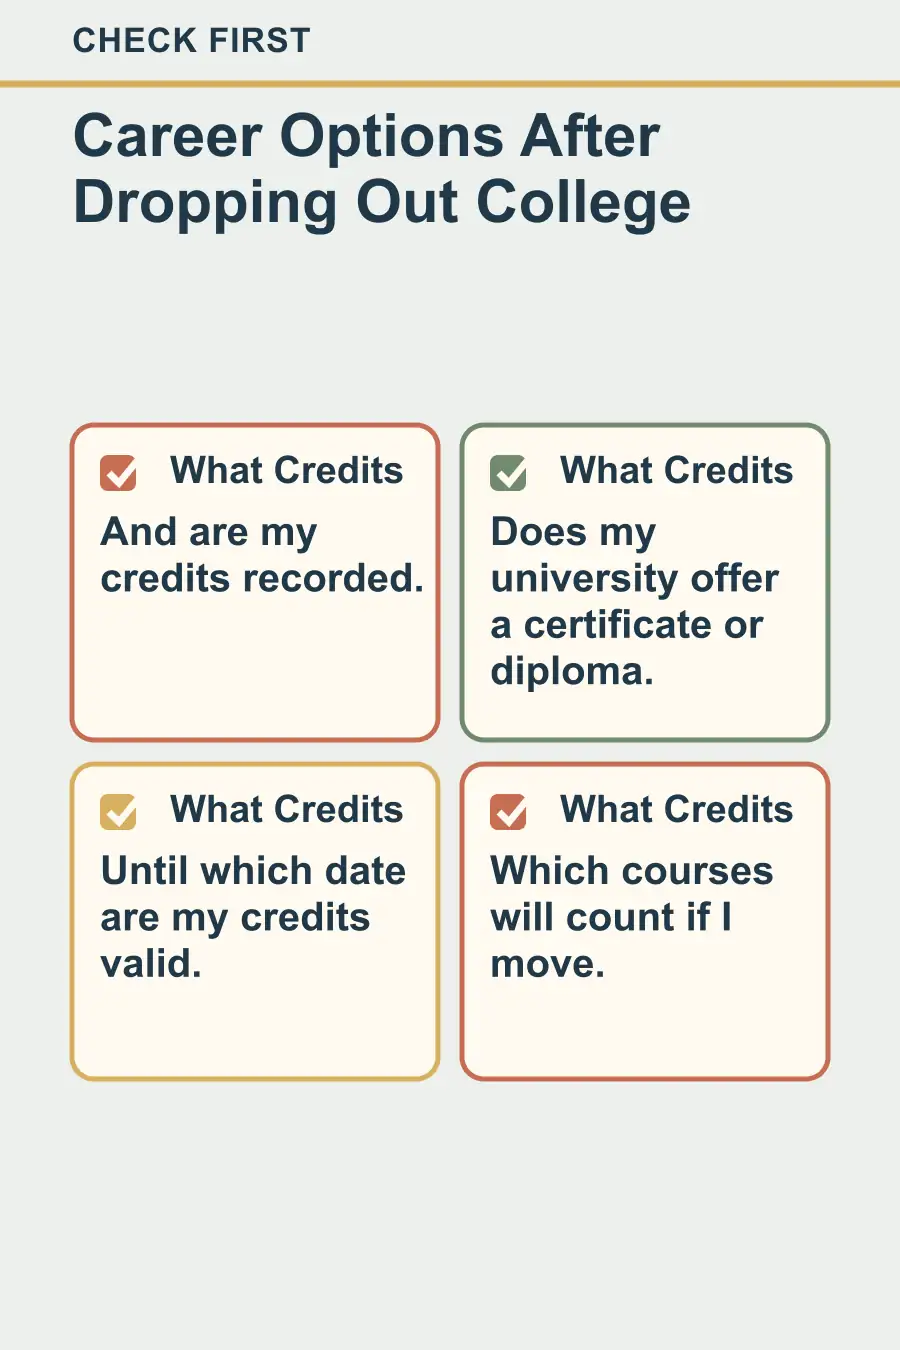 CHECK FIRST
Career Options After
Dropping Out College
What Credits
And are my
credits recorded.
What Credits
Does my
university offer
a certificate or
diploma.
What Credits
Until which date
are my credits
valid.
What Credits
Which courses
will count if I
move.